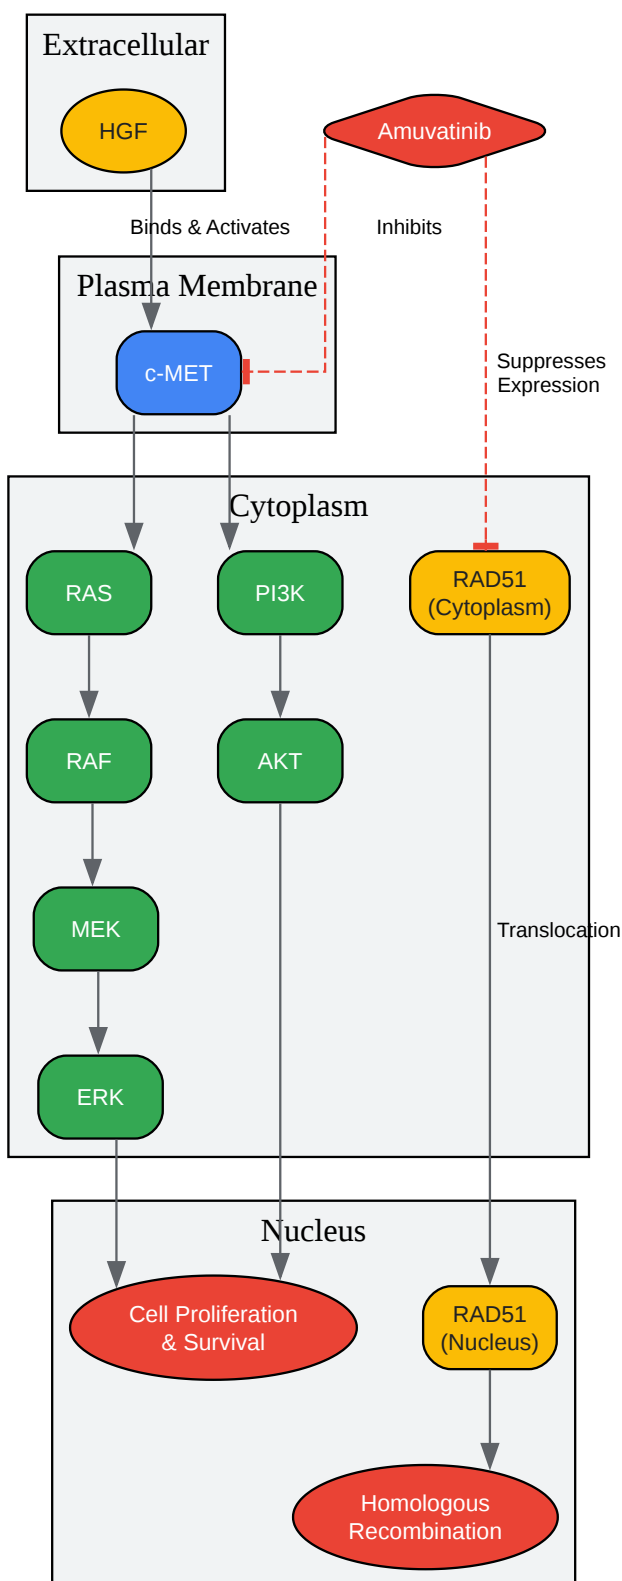 Extracellular
HGF
Amuvatinib
Binds & Activates
Inhibits
Plasma Membrane
c-MET
Suppresses
Expression
Cytoplasm
RAS
PI3K
RAD51
(Cytoplasm)
RAF
AKT
MEK
Translocation
ERK
Nucleus
Cell Proliferation
& Survival
RAD51
(Nucleus)
Homologous
Recombination